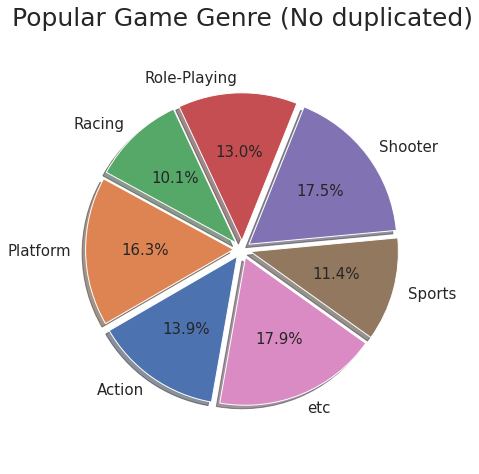 Popular Game Genre (No duplicated)
Role-Playing
13.0%
Racing
10.1%
Shooter
17.5%
Platform
16.3%
Sports
11.4%
Action
13.9%
etc
17.9%